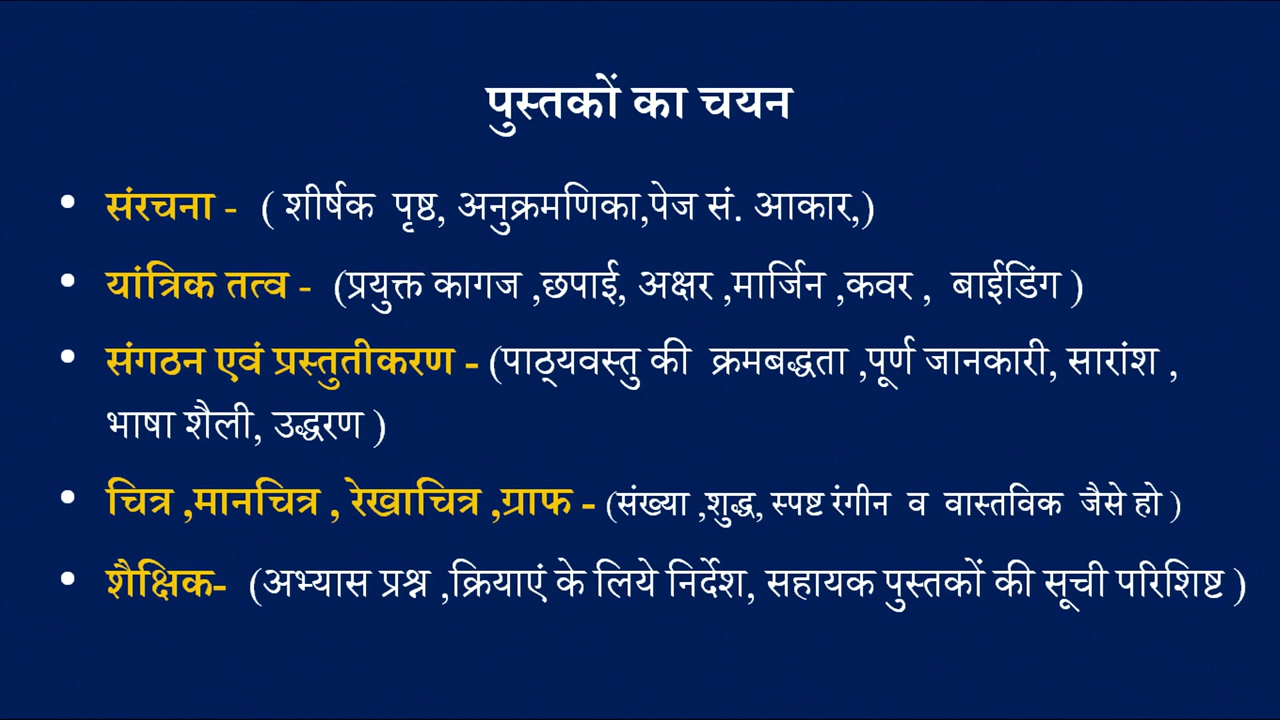 पुस्तकों का चयन
• संरचना - ( शीर्षक पृष्ठ, अनुक्रमणिका,पेज सं. आकार,)
• यांत्रिक तत्व - (प्रयुक्त कागज ,छपाई, अक्षर ,मार्जिन ,कवर , बाईडिंग )
• संगठन एवं प्रस्तुतीकरण - (पाठ्यवस्तु की क्रमबद्धता ,पूर्ण जानकारी, सारांश ,
भाषा शैली, उद्धरण )
• चित्र ,मानचित्र , रेखाचित्र ,ग्राफ - (संख्या ,शुद्ध, स्पष्ट रंगीन व वास्तविक जैसे हो )
• शैक्षिक- (अभ्यास प्रश्न ,क्रियाएं के लिये निर्देश, सहायक पुस्तकों की सूची परिशिष्ट )